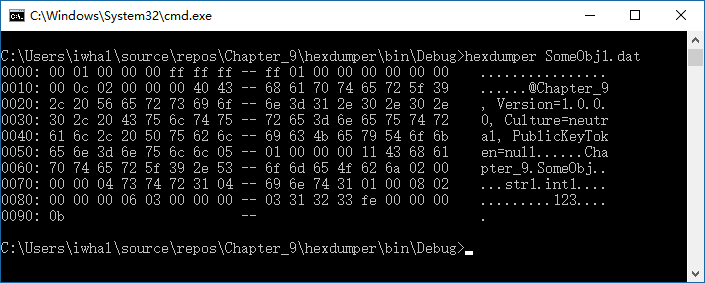 C:\Windows\System32\cmd.exe
C:\Users\iwhal\source\repos\Chapter_9\hexdumper\bin\Debug>hexdumper SomeObj1.dat
0000: 00 01 00 00 00 ff ff ff -- ff 01 00 00 00 00 00 00    ................
0010: 00 0c 02 00 00 00 40 43 -- 68 61 70 74 65 72 5f 39    ......@Chapter_9
0020: 2c 20 56 65 72 73 69 6f -- 6e 3d 31 2e 30 2e 30 2e    , Version=1.0.0.
0030: 30 2c 20 43 75 6c 74 75 -- 72 65 3d 6e 65 75 74 72    0, Culture=neutr
0040: 61 6c 2c 20 50 75 62 6c -- 69 63 4b 65 79 54 6f 6b    al, PublicKeyTok
0050: 65 6e 3d 6e 75 6c 6c 05 -- 01 00 00 00 11 43 68 61    en=null......Cha
0060: 70 74 65 72 5f 39 2e 53 -- 6f 6d 65 4f 62 6a 02 00    pter_9.SomeObj..
0070: 00 00 04 73 74 72 31 04 -- 69 6e 74 31 01 00 08 02    ...str1.int1....
0080: 00 00 00 06 03 00 00 00 -- 03 31 32 33 fe 00 00 00    .........123....
0090: 0b                      --                            .
C:\Users\iwhal\source\repos\Chapter_9\hexdumper\bin\Debug>